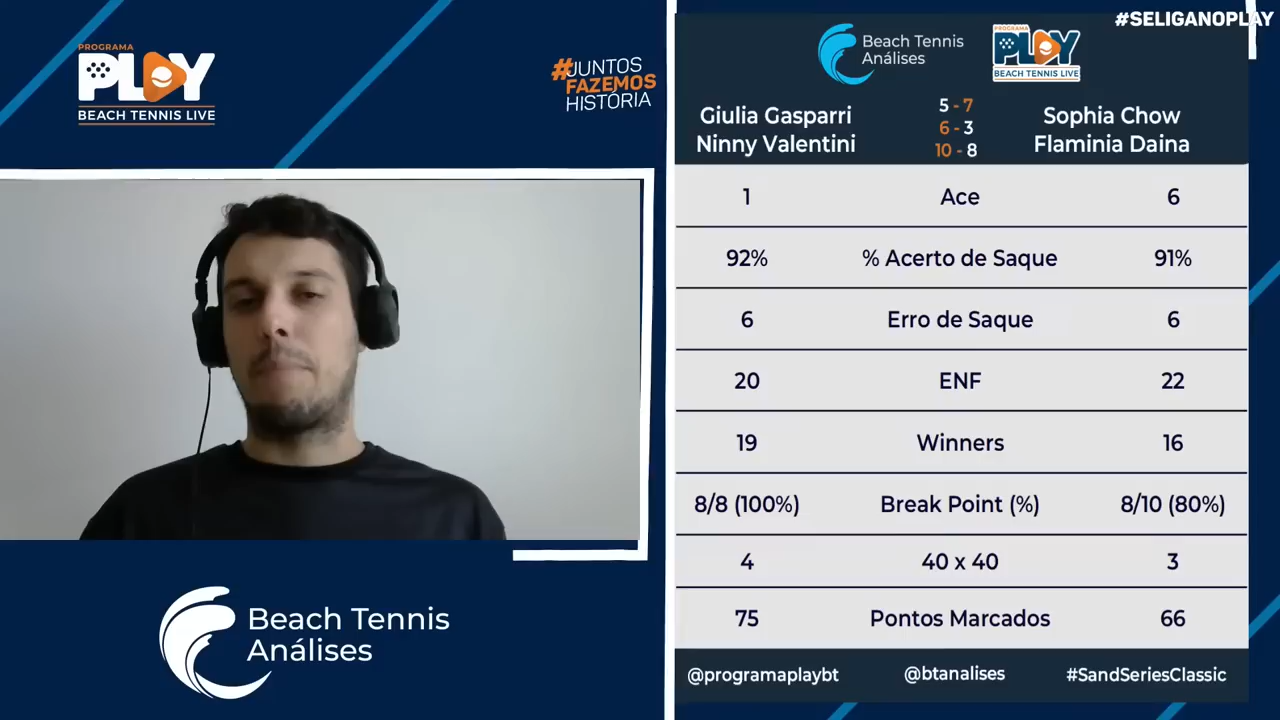 #SELIGANOPLAY
PROGRAMA
PLAY
BEACH TENNIS LIVE
#JUNTOS
FAZEMOS
HISTÓRIA
Beach Tennis
Análises
PROGRAMA
PLAY
BEACH TENNIS LIVE
Giulia Gasparri
Ninny Valentini
5 - 7
6 - 3
10 - 8
Sophia Chow
Flaminia Daina
1 Ace 6
92% % Acerto de Saque 91%
6 Erro de Saque 6
20 ENF 22
19 Winners 16
8/8 (100%) Break Point (%) 8/10 (80%)
4 40 x 40 3
75 Pontos Marcados 66
@programaplaybt @btanalises #SandSeriesClassic
Beach Tennis
Análises